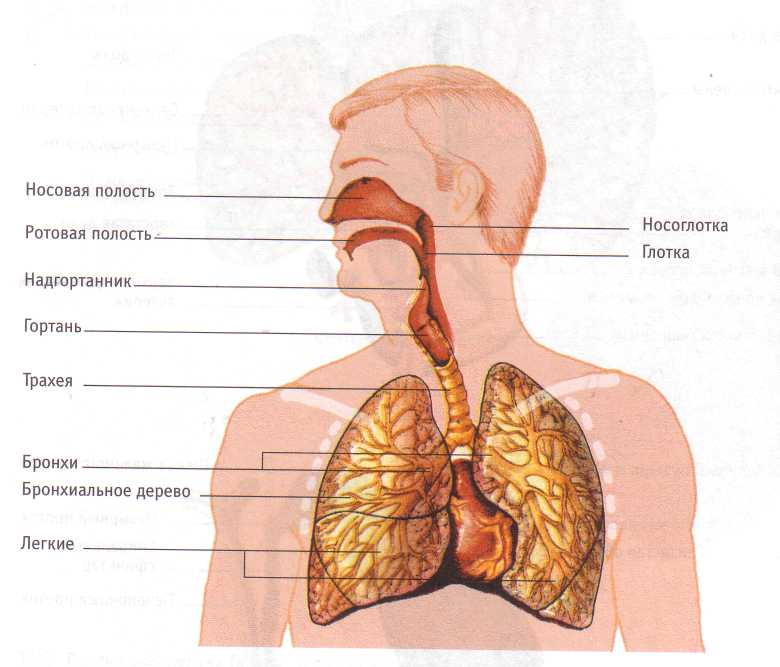 Носовая полость
Ротовая полость
Надгортанник
Гортань
Трахея
Бронхи
Бронхиальное дерево
Легкие
Носоглотка
Глотка